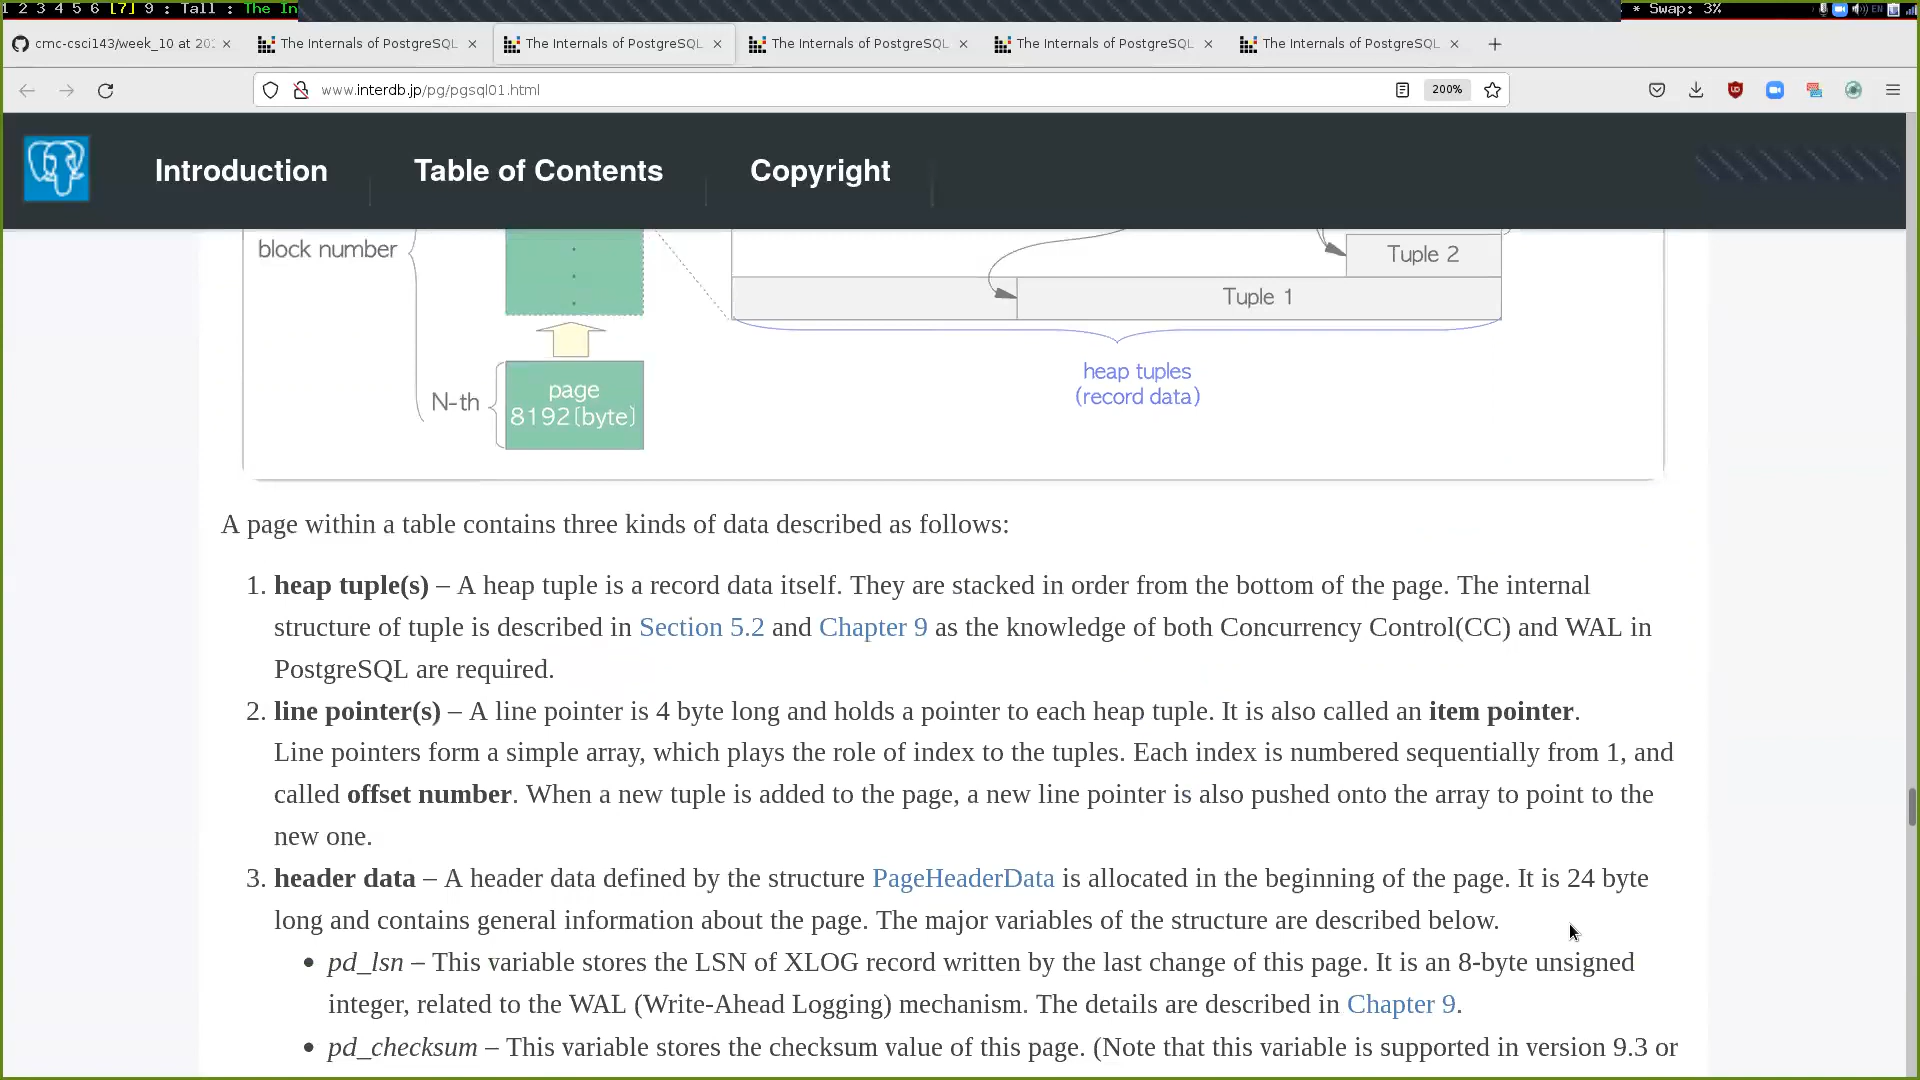 1 2 3 4 5 6 [7] 9 : Tall : The In
* Swap: 3%
EN
cmc-csci143/week_10 at 20
The Internals of PostgreSQL
The Internals of PostgreSQL
The Internals of PostgreSQL
The Internals of PostgreSQL
The Internals of PostgreSQL
www.interdb.jp/pg/pgsql01.html
200%
Introduction
Table of Contents
Copyright
block number
Tuple 2
Tuple 1
page
N-th
8192(byte)
heap tuples
(record data)
A page within a table contains three kinds of data described as follows:
1. heap tuple(s) – A heap tuple is a record data itself. They are stacked in order from the bottom of the page. The internal
structure of tuple is described in Section 5.2 and Chapter 9 as the knowledge of both Concurrency Control(CC) and WAL in
PostgreSQL are required.
2. line pointer(s) – A line pointer is 4 byte long and holds a pointer to each heap tuple. It is also called an item pointer.
Line pointers form a simple array, which plays the role of index to the tuples. Each index is numbered sequentially from 1, and
called offset number. When a new tuple is added to the page, a new line pointer is also pushed onto the array to point to the
new one.
3. header data – A header data defined by the structure PageHeaderData is allocated in the beginning of the page. It is 24 byte
long and contains general information about the page. The major variables of the structure are described below.
• pd_lsn – This variable stores the LSN of XLOG record written by the last change of this page. It is an 8-byte unsigned
integer, related to the WAL (Write-Ahead Logging) mechanism. The details are described in Chapter 9.
• pd_checksum – This variable stores the checksum value of this page. (Note that this variable is supported in version 9.3 or